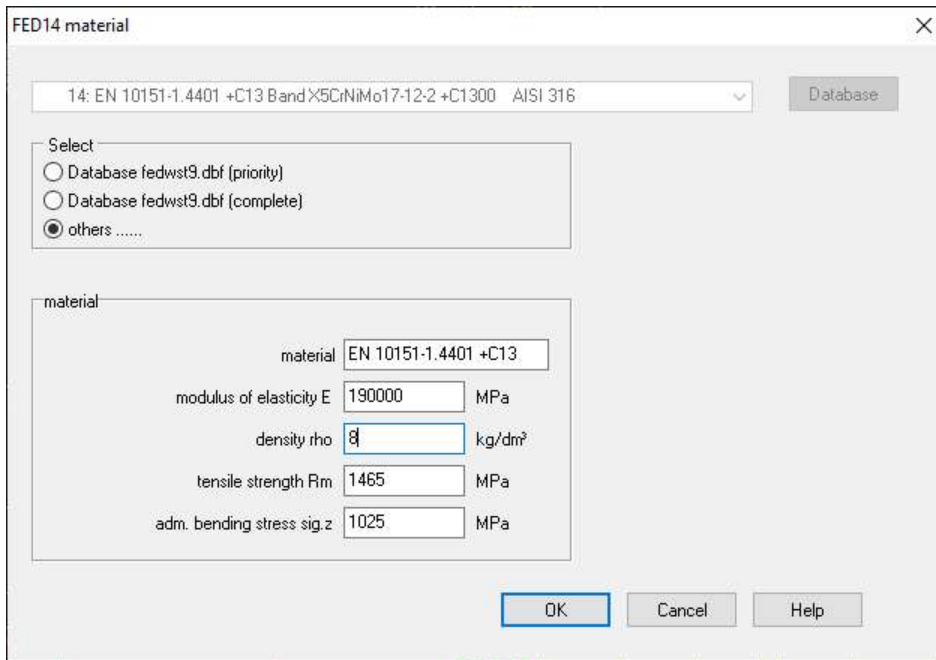 FED14 material
14: EN 10151-1.4401 +C13 Band X5CrNiMo17-12-2 +C1300 AISI 316
Database
Select
Database fedwst9.dbf (priority)
Database fedwst9.dbf (complete)
others ......
material
material EN 10151-1.4401 +C13
modulus of elasticity E 190000 MPa
density rho 8 kg/dm³
tensile strength Rm 1465 MPa
adm. bending stress sig.z 1025 MPa
OK Cancel Help